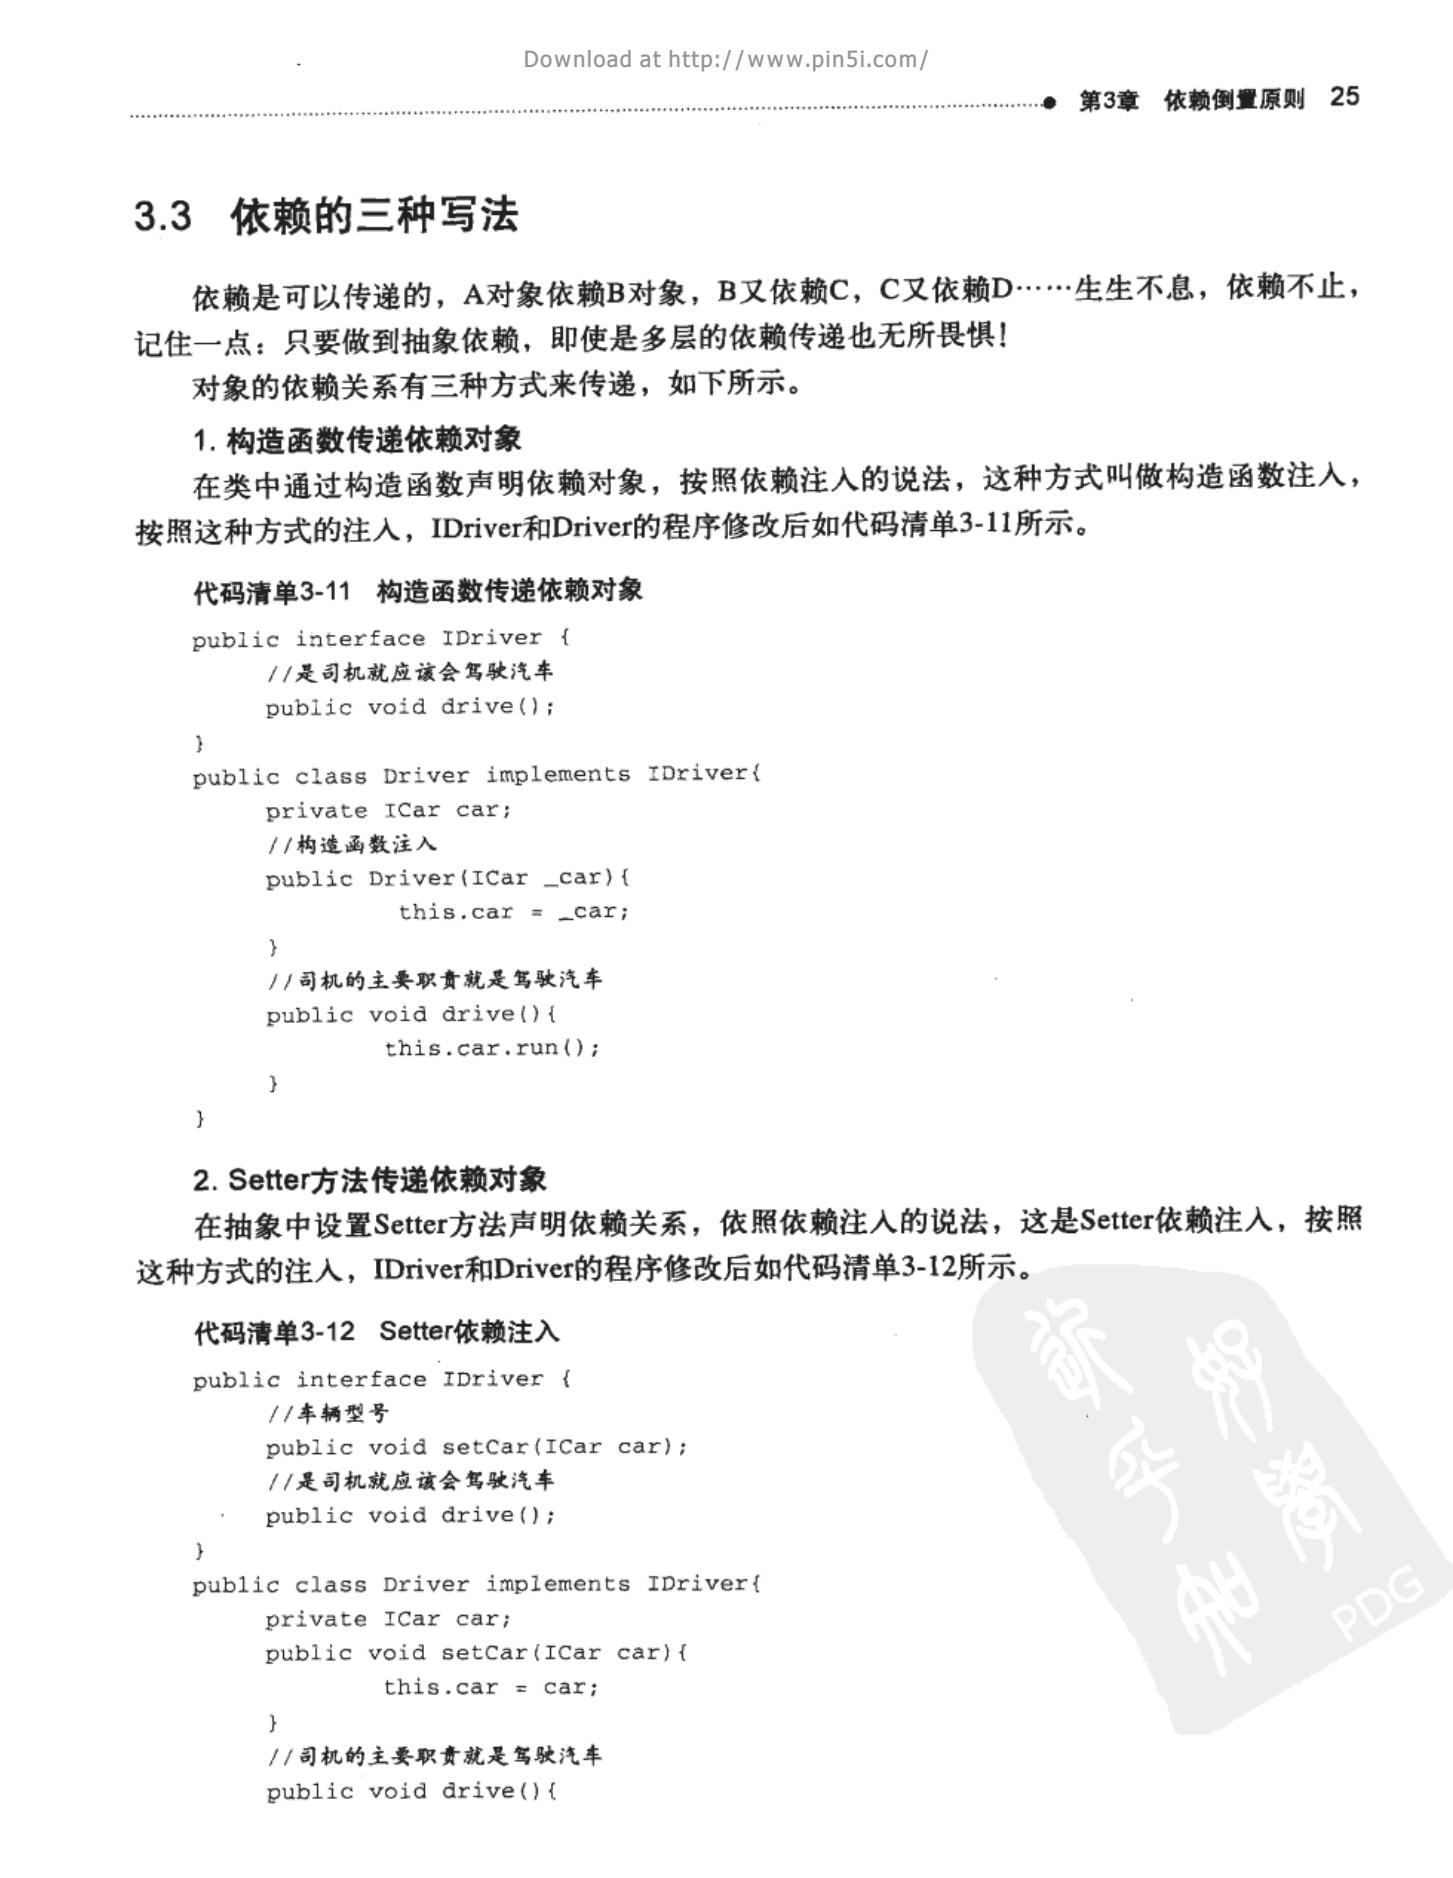 Download at http://www.pin5i.com/
第3章 依赖倒置原则 25
3.3 依赖的三种写法
依赖是可以传递的，A对象依赖B对象，B又依赖C，C又依赖D……生生不息，依赖不止，
记住一点：只要做到抽象依赖，即使是多层的依赖传递也无所畏惧！
对象的依赖关系有三种方式来传递，如下所示。
1. 构造函数传递依赖对象
在类中通过构造函数声明依赖对象，按照依赖注入的说法，这种方式叫做构造函数注入，
按照这种方式的注入，IDriver和Driver的程序修改后如代码清单3-11所示。
代码清单3-11 构造函数传递依赖对象
public interface IDriver {
//是司机就应该会驾驶汽车
public void drive();
}
public class Driver implements IDriver{
private ICar car;
//构造函数注入
public Driver(ICar _car){
this.car = _car;
}
//司机的主要职责就是驾驶汽车
public void drive(){
this.car.run();
}
}
2. Setter方法传递依赖对象
在抽象中设置Setter方法声明依赖关系，依照依赖注入的说法，这是Setter依赖注入，按照
这种方式的注入，IDriver和Driver的程序修改后如代码清单3-12所示。
代码清单3-12 Setter依赖注入
public interface IDriver {
//车辆型号
public void setCar(ICar car);
//是司机就应该会驾驶汽车
public void drive();
}
public class Driver implements IDriver{
private ICar car;
public void setCar(ICar car){
this.car = car;
}
//司机的主要职责就是驾驶汽车
public void drive(){
PDG